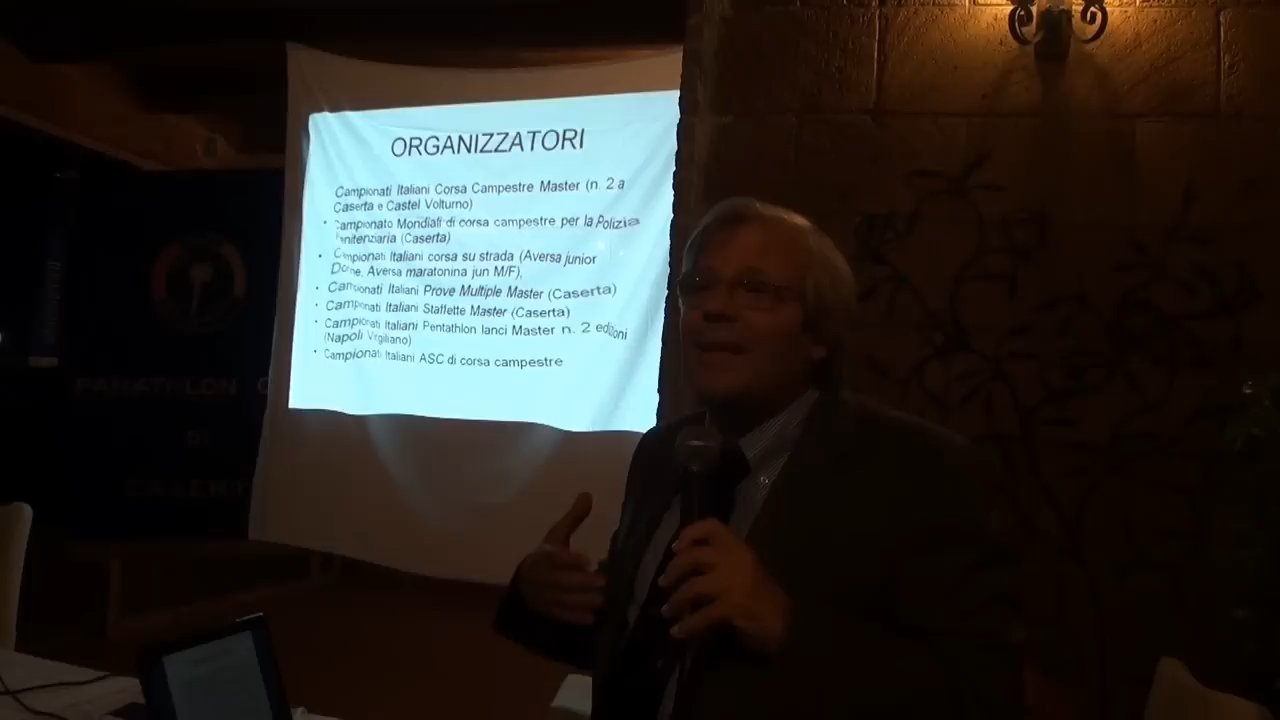 ORGANIZZATORI
Campionati Italiani Corsa Campestre Master (n. 2 a
Caserta e Castel Volturno)
• Campionato Mondiali di corsa campestre per la Polizia
Penitenziaria (Caserta)
• Campionati Italiani corsa su strada (Aversa junior
Donne, Aversa maratonina jun M/F),
• Campionati Italiani Prove Multiple Master (Caserta)
• Campionati Italiani Staffette Master (Caserta)
• Campionati Italiani Pentathlon lanci Master n. 2 edizioni
(Napoli Virgiliano)
• Campionati Italiani ASC di corsa campestre
PANATHLON
DI
CASERT